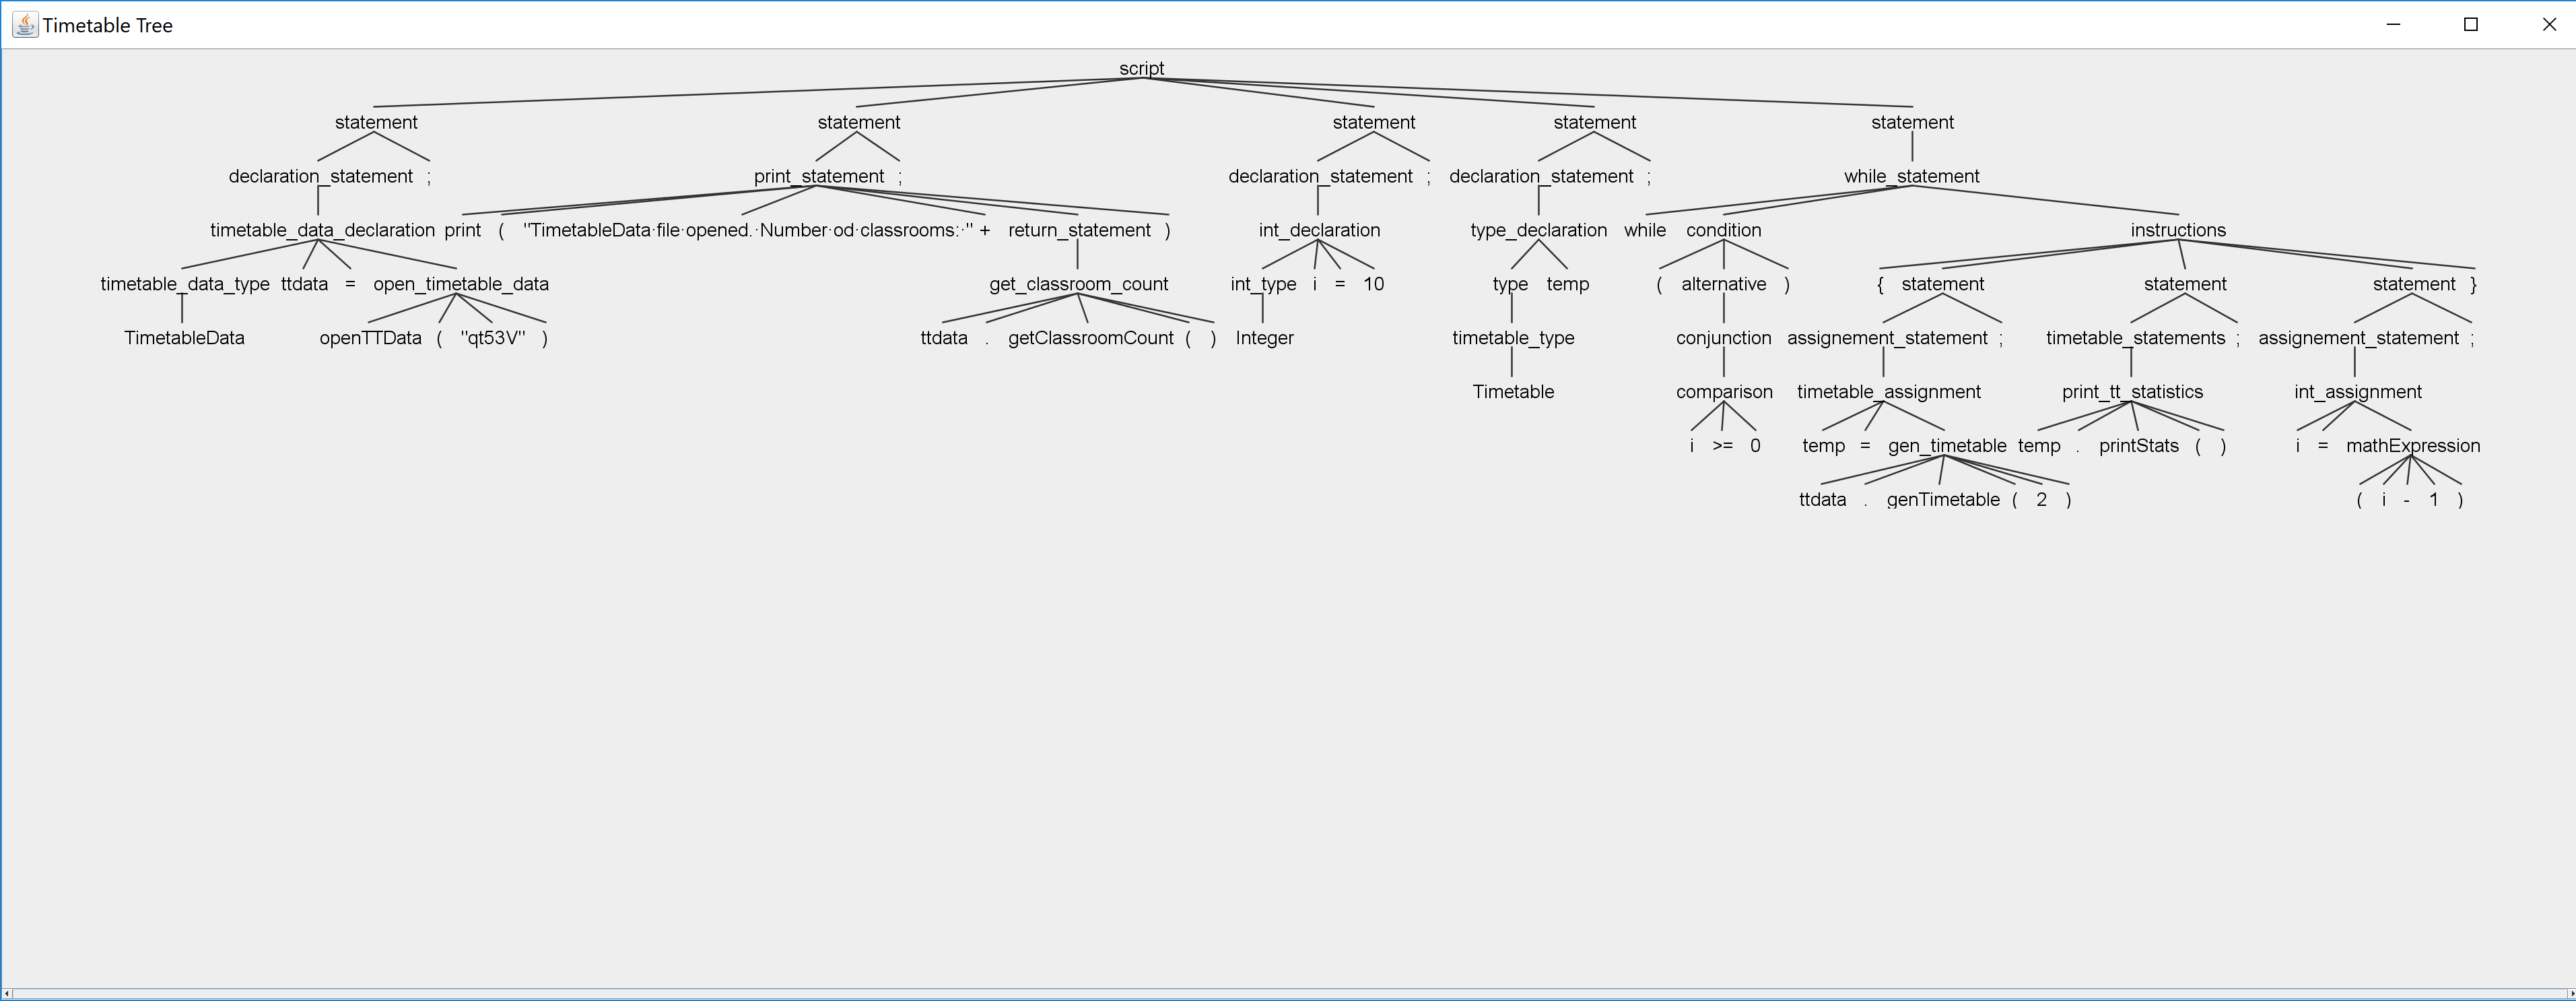 Timetable Tree
script
statement statement statement statement statement
declaration_statement ; print_statement ; declaration_statement ; declaration_statement ; while_statement
timetable_data_declaration print ( "TimetableData·file·opened.·Number·od·classrooms:·" + return_statement ) int_declaration type_declaration while condition instructions
timetable_data_type ttdata = open_timetable_data get_classroom_count int_type i = 10 type temp ( alternative ) { statement statement statement }
TimetableData openTTData ( "qt53V" ) ttdata . getClassroomCount ( ) Integer timetable_type conjunction assignement_statement ; timetable_statements ; assignement_statement ;
Timetable comparison timetable_assignment print_tt_statistics int_assignment
i >= 0 temp = gen_timetable temp . printStats ( ) i = mathExpression
ttdata . genTimetable ( 2 ) ( i - 1 )